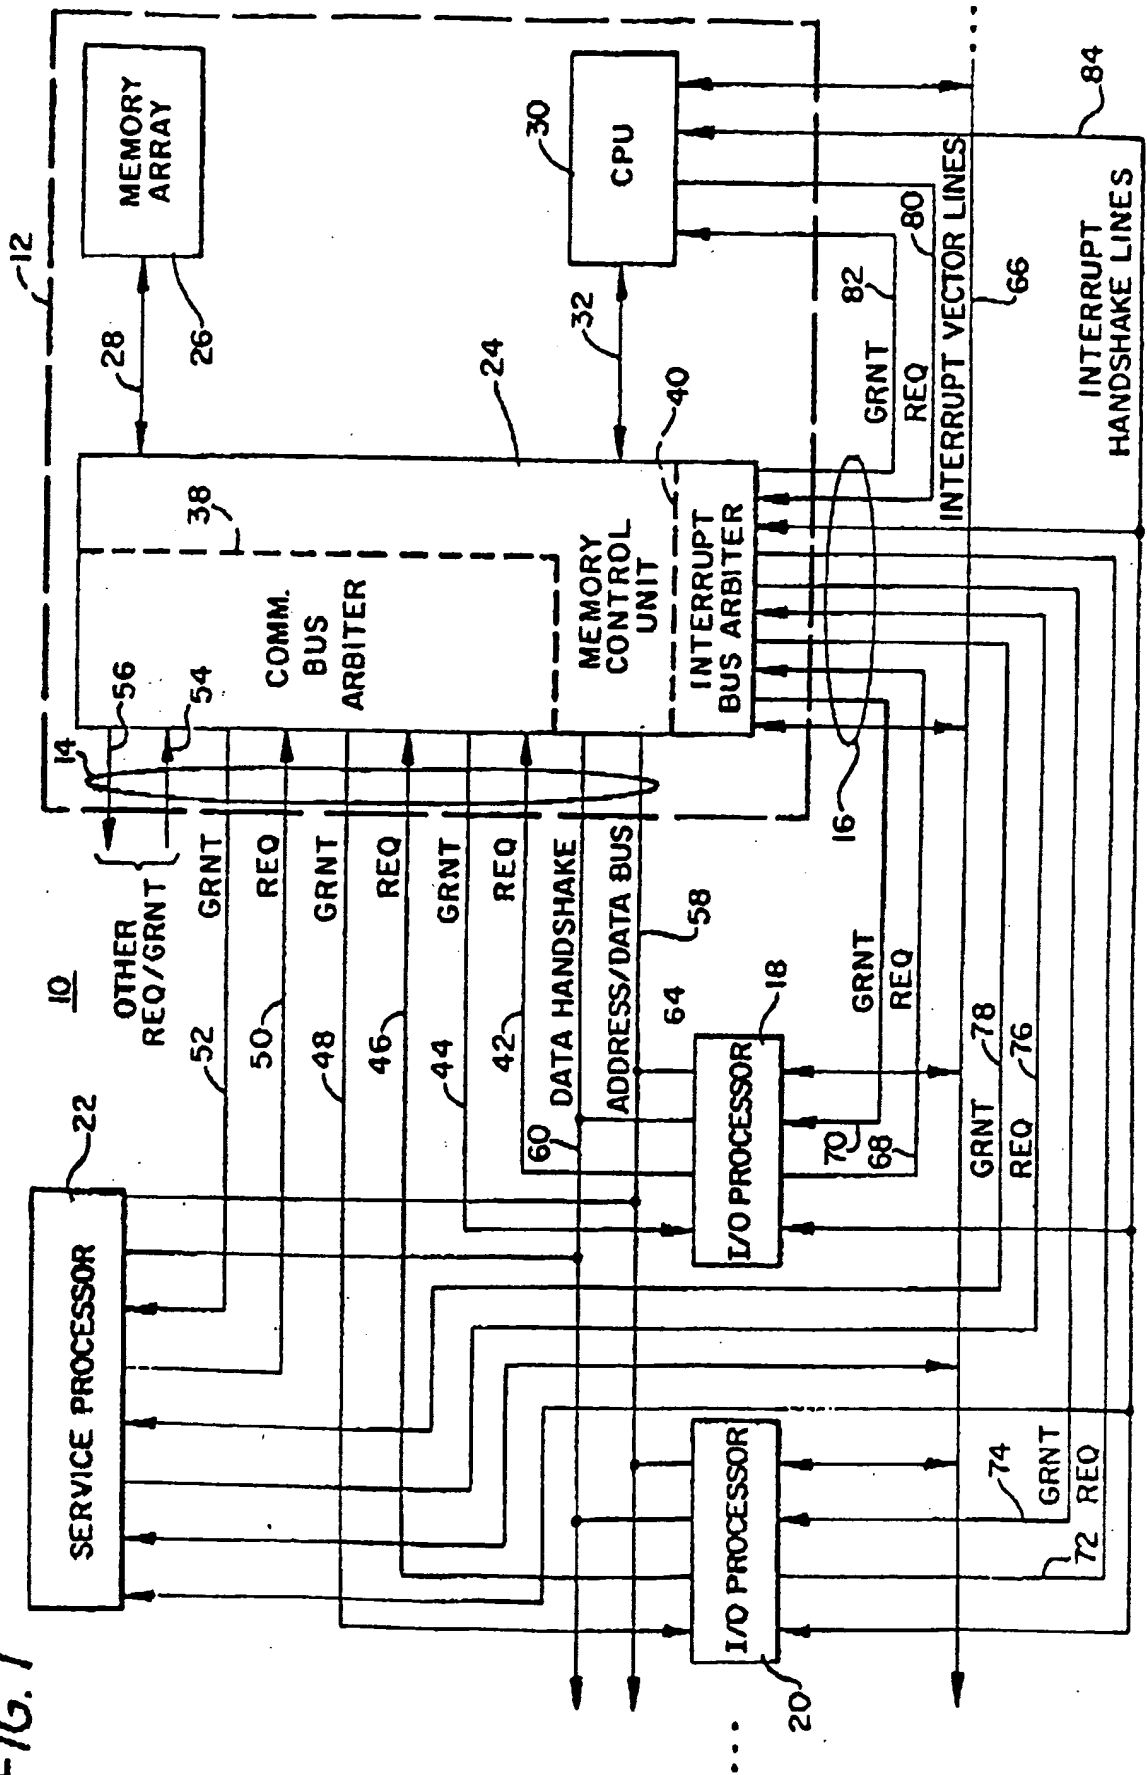 FIG. 1
10
SERVICE PROCESSOR
22
OTHER
REQ/GRNT
56
54
14
12
MEMORY
ARRAY
26
28
38
COMM.
BUS
ARBITER
24
MEMORY
CONTROL
UNIT
40
INTERRUPT
BUS ARBITER
32
CPU
30
52
GRNT
50
REQ
48
GRNT
46
REQ
44
GRNT
42
REQ
60
DATA HANDSHAKE
ADDRESS/DATA BUS
58
64
I/O PROCESSOR
18
I/O PROCESSOR
20
16
GRNT
82
REQ
80
INTERRUPT VECTOR LINES
66
70
GRNT
68
REQ
GRNT
78
REQ
76
74
GRNT
72
REQ
INTERRUPT
HANDSHAKE LINES
84